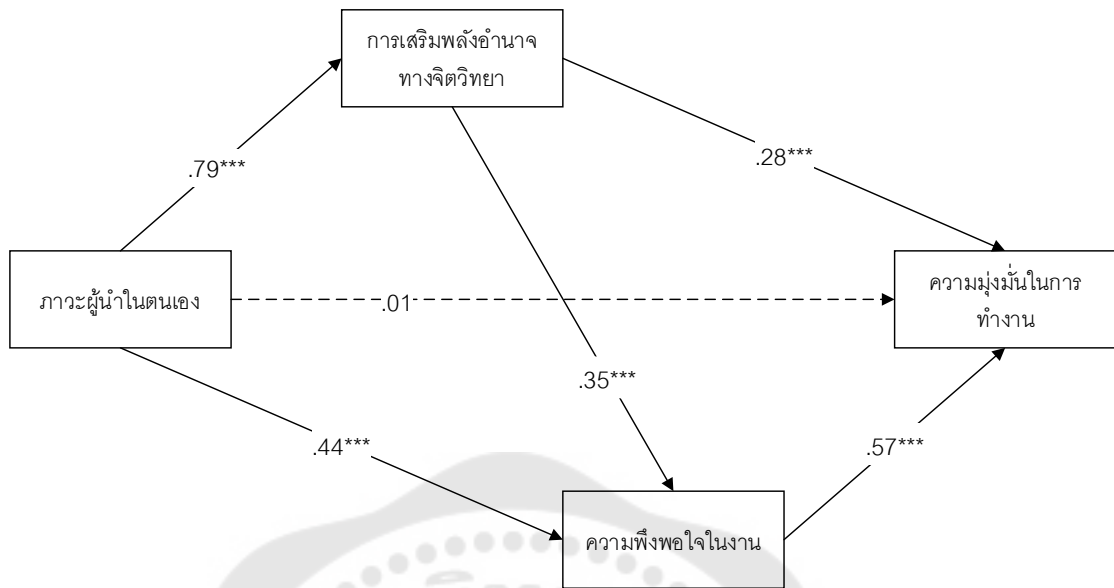 การเสริมพลังอำนาจ
ทางจิตวิทยา
.79***
.28***
ภาวะผู้นำในตนเอง
.01
ความมุ่งมั่นในการ
ทำงาน
.35***
.44***
.57***
ความพึงพอใจในงาน